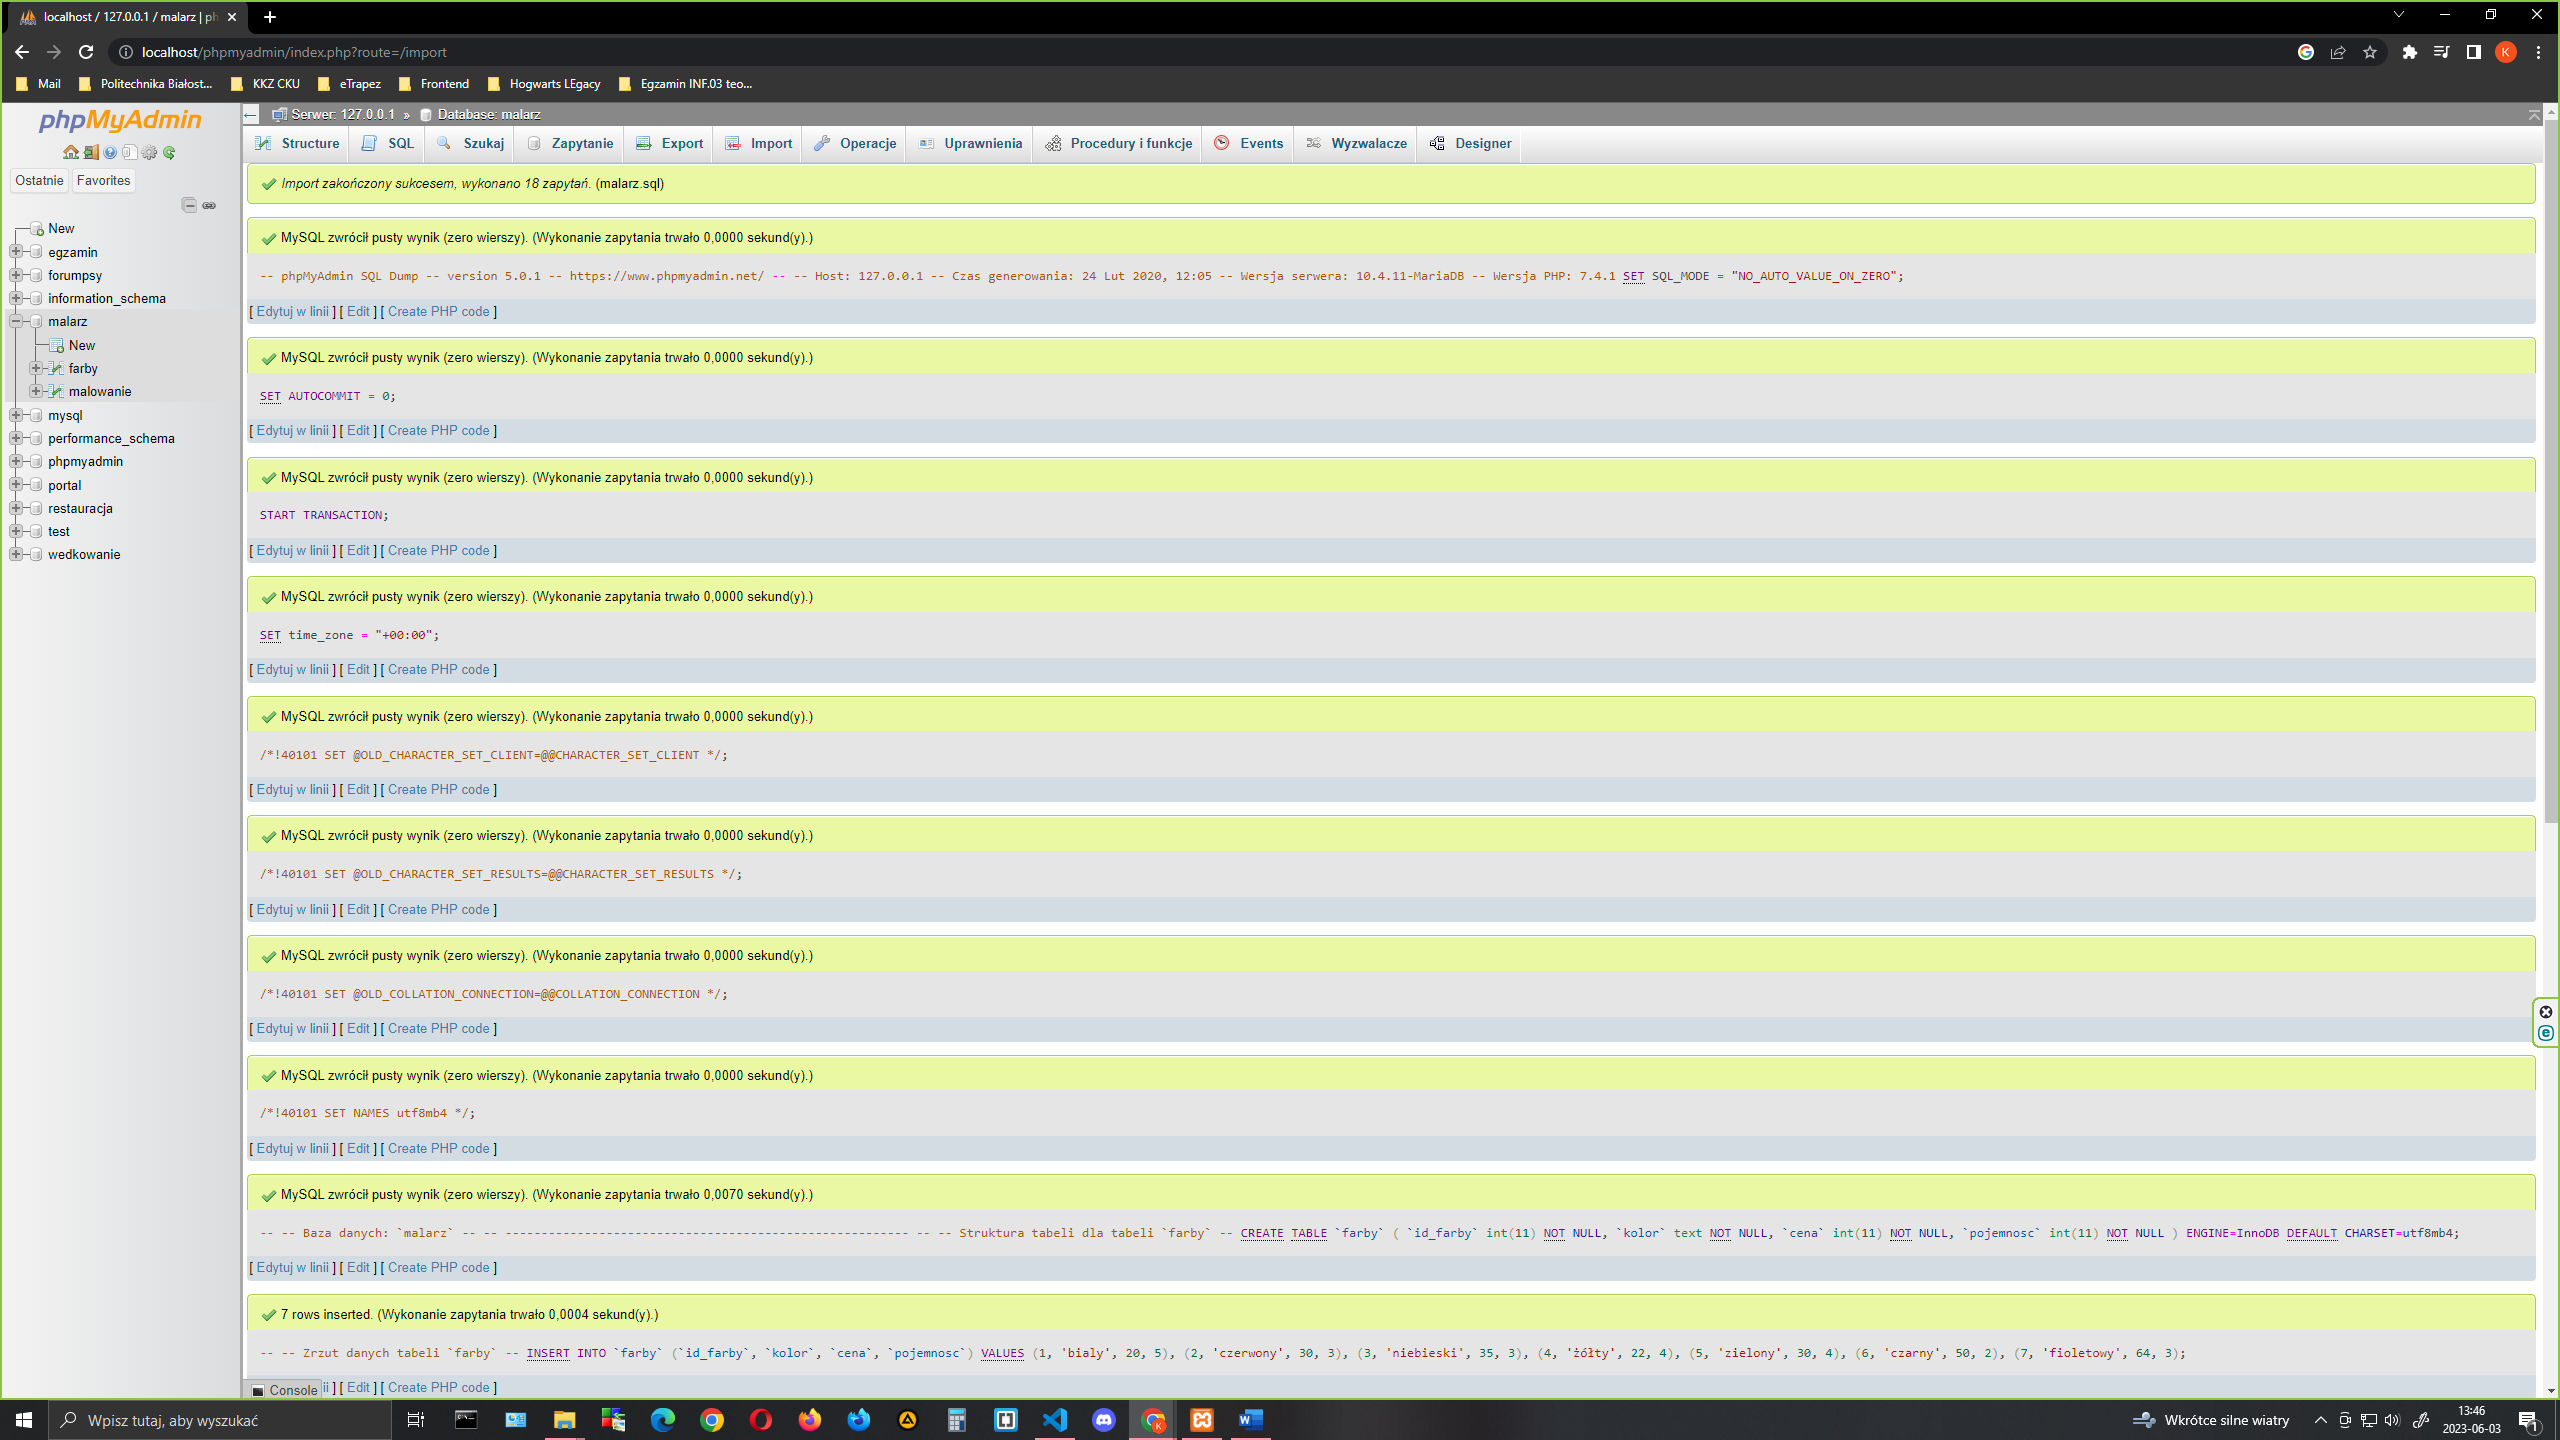 localhost / 127.0.0.1 / malarz | ph
localhost/phpmyadmin/index.php?route=/import
K
Mail
Politechnika Białost...
KKZ CKU
eTrapez
Frontend
Hogwarts LEgacy
Egzamin INF.03 teo...
phpMyAdmin
Ostatnie
Favorites
New
egzamin
forumpsy
information_schema
malarz
New
farby
malowanie
mysql
performance_schema
phpmyadmin
portal
restauracja
test
wedkowanie
Serwer: 127.0.0.1 » Database: malarz
Structure
SQL
Szukaj
Zapytanie
Export
Import
Operacje
Uprawnienia
Procedury i funkcje
Events
Wyzwalacze
Designer
Import zakończony sukcesem, wykonano 18 zapytań. (malarz.sql)
MySQL zwrócił pusty wynik (zero wierszy). (Wykonanie zapytania trwało 0,0000 sekund(y).)
-- phpMyAdmin SQL Dump -- version 5.0.1 -- https://www.phpmyadmin.net/ -- -- Host: 127.0.0.1 -- Czas generowania: 24 Lut 2020, 12:05 -- Wersja serwera: 10.4.11-MariaDB -- Wersja PHP: 7.4.1 SET SQL_MODE = "NO_AUTO_VALUE_ON_ZERO";
[ Edytuj w linii ] [ Edit ] [ Create PHP code ]
MySQL zwrócił pusty wynik (zero wierszy). (Wykonanie zapytania trwało 0,0000 sekund(y).)
SET AUTOCOMMIT = 0;
[ Edytuj w linii ] [ Edit ] [ Create PHP code ]
MySQL zwrócił pusty wynik (zero wierszy). (Wykonanie zapytania trwało 0,0000 sekund(y).)
START TRANSACTION;
[ Edytuj w linii ] [ Edit ] [ Create PHP code ]
MySQL zwrócił pusty wynik (zero wierszy). (Wykonanie zapytania trwało 0,0000 sekund(y).)
SET time_zone = "+00:00";
[ Edytuj w linii ] [ Edit ] [ Create PHP code ]
MySQL zwrócił pusty wynik (zero wierszy). (Wykonanie zapytania trwało 0,0000 sekund(y).)
/*!40101 SET @OLD_CHARACTER_SET_CLIENT=@@CHARACTER_SET_CLIENT */;
[ Edytuj w linii ] [ Edit ] [ Create PHP code ]
MySQL zwrócił pusty wynik (zero wierszy). (Wykonanie zapytania trwało 0,0000 sekund(y).)
/*!40101 SET @OLD_CHARACTER_SET_RESULTS=@@CHARACTER_SET_RESULTS */;
[ Edytuj w linii ] [ Edit ] [ Create PHP code ]
MySQL zwrócił pusty wynik (zero wierszy). (Wykonanie zapytania trwało 0,0000 sekund(y).)
/*!40101 SET @OLD_COLLATION_CONNECTION=@@COLLATION_CONNECTION */;
[ Edytuj w linii ] [ Edit ] [ Create PHP code ]
MySQL zwrócił pusty wynik (zero wierszy). (Wykonanie zapytania trwało 0,0000 sekund(y).)
/*!40101 SET NAMES utf8mb4 */;
[ Edytuj w linii ] [ Edit ] [ Create PHP code ]
MySQL zwrócił pusty wynik (zero wierszy). (Wykonanie zapytania trwało 0,0070 sekund(y).)
-- -- Baza danych: `malarz` -- -- -------------------------------------------------------- -- -- Struktura tabeli dla tabeli `farby` -- CREATE TABLE `farby` ( `id_farby` int(11) NOT NULL, `kolor` text NOT NULL, `cena` int(11) NOT NULL, `pojemnosc` int(11) NOT NULL ) ENGINE=InnoDB DEFAULT CHARSET=utf8mb4;
[ Edytuj w linii ] [ Edit ] [ Create PHP code ]
7 rows inserted. (Wykonanie zapytania trwało 0,0004 sekund(y).)
-- -- Zrzut danych tabeli `farby` -- INSERT INTO `farby` (`id_farby`, `kolor`, `cena`, `pojemnosc`) VALUES (1, 'bialy', 20, 5), (2, 'czerwony', 30, 3), (3, 'niebieski', 35, 3), (4, 'żółty', 22, 4), (5, 'zielony', 30, 4), (6, 'czarny', 50, 2), (7, 'fioletowy', 64, 3);
Console
ii ] [ Edit ] [ Create PHP code ]
Wpisz tutaj, aby wyszukać
Wkrótce silne wiatry
13:46
2023-06-03
1